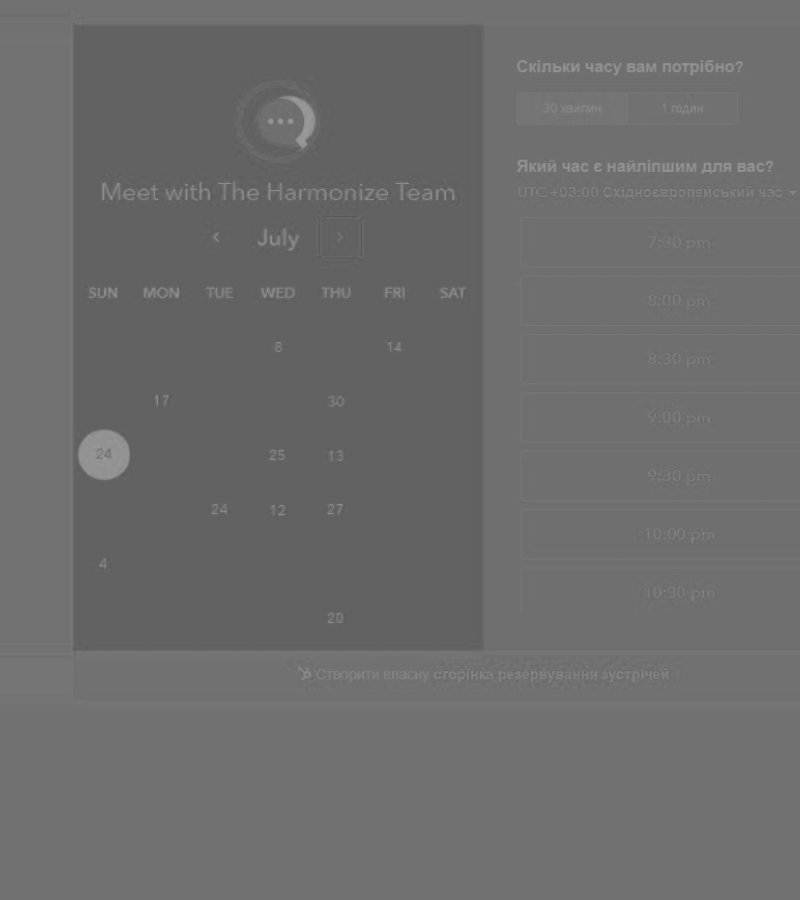 Meet with The Harmonize Team
July
SUN MON TUE WED THU FRI SAT
8 14
17 30
24 25 13
24 12 27
4
28
Скільки часу вам потрібно?
30 хвилин 1 годин
Який час є найліпшим для вас?
UTC +03:00 Східноєвропейський час
7:30 pm
8:00 pm
8:30 pm
9:00 pm
9:30 pm
10:00 pm
10:30 pm
Створити власну сторінка резервування зустрічей